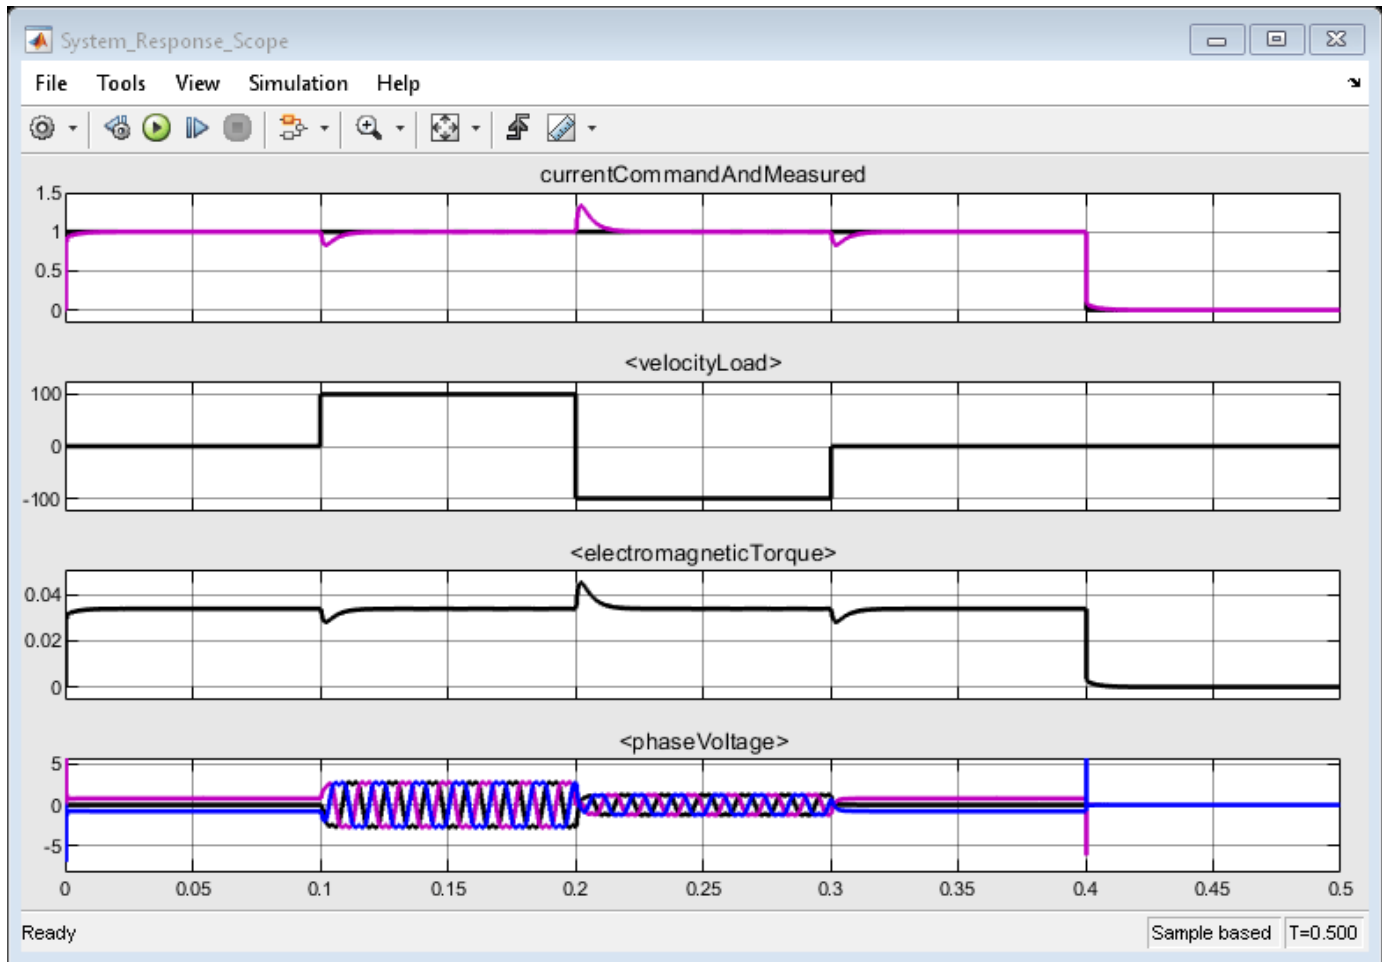 System_Response_Scope
File Tools View Simulation Help
currentCommandAndMeasured
1.5
1
0.5
0
<velocityLoad>
100
0
-100
<electromagneticTorque>
0.04
0.02
0
<phaseVoltage>
5
0
-5
0 0.05 0.1 0.15 0.2 0.25 0.3 0.35 0.4 0.45 0.5
Ready Sample based T=0.500